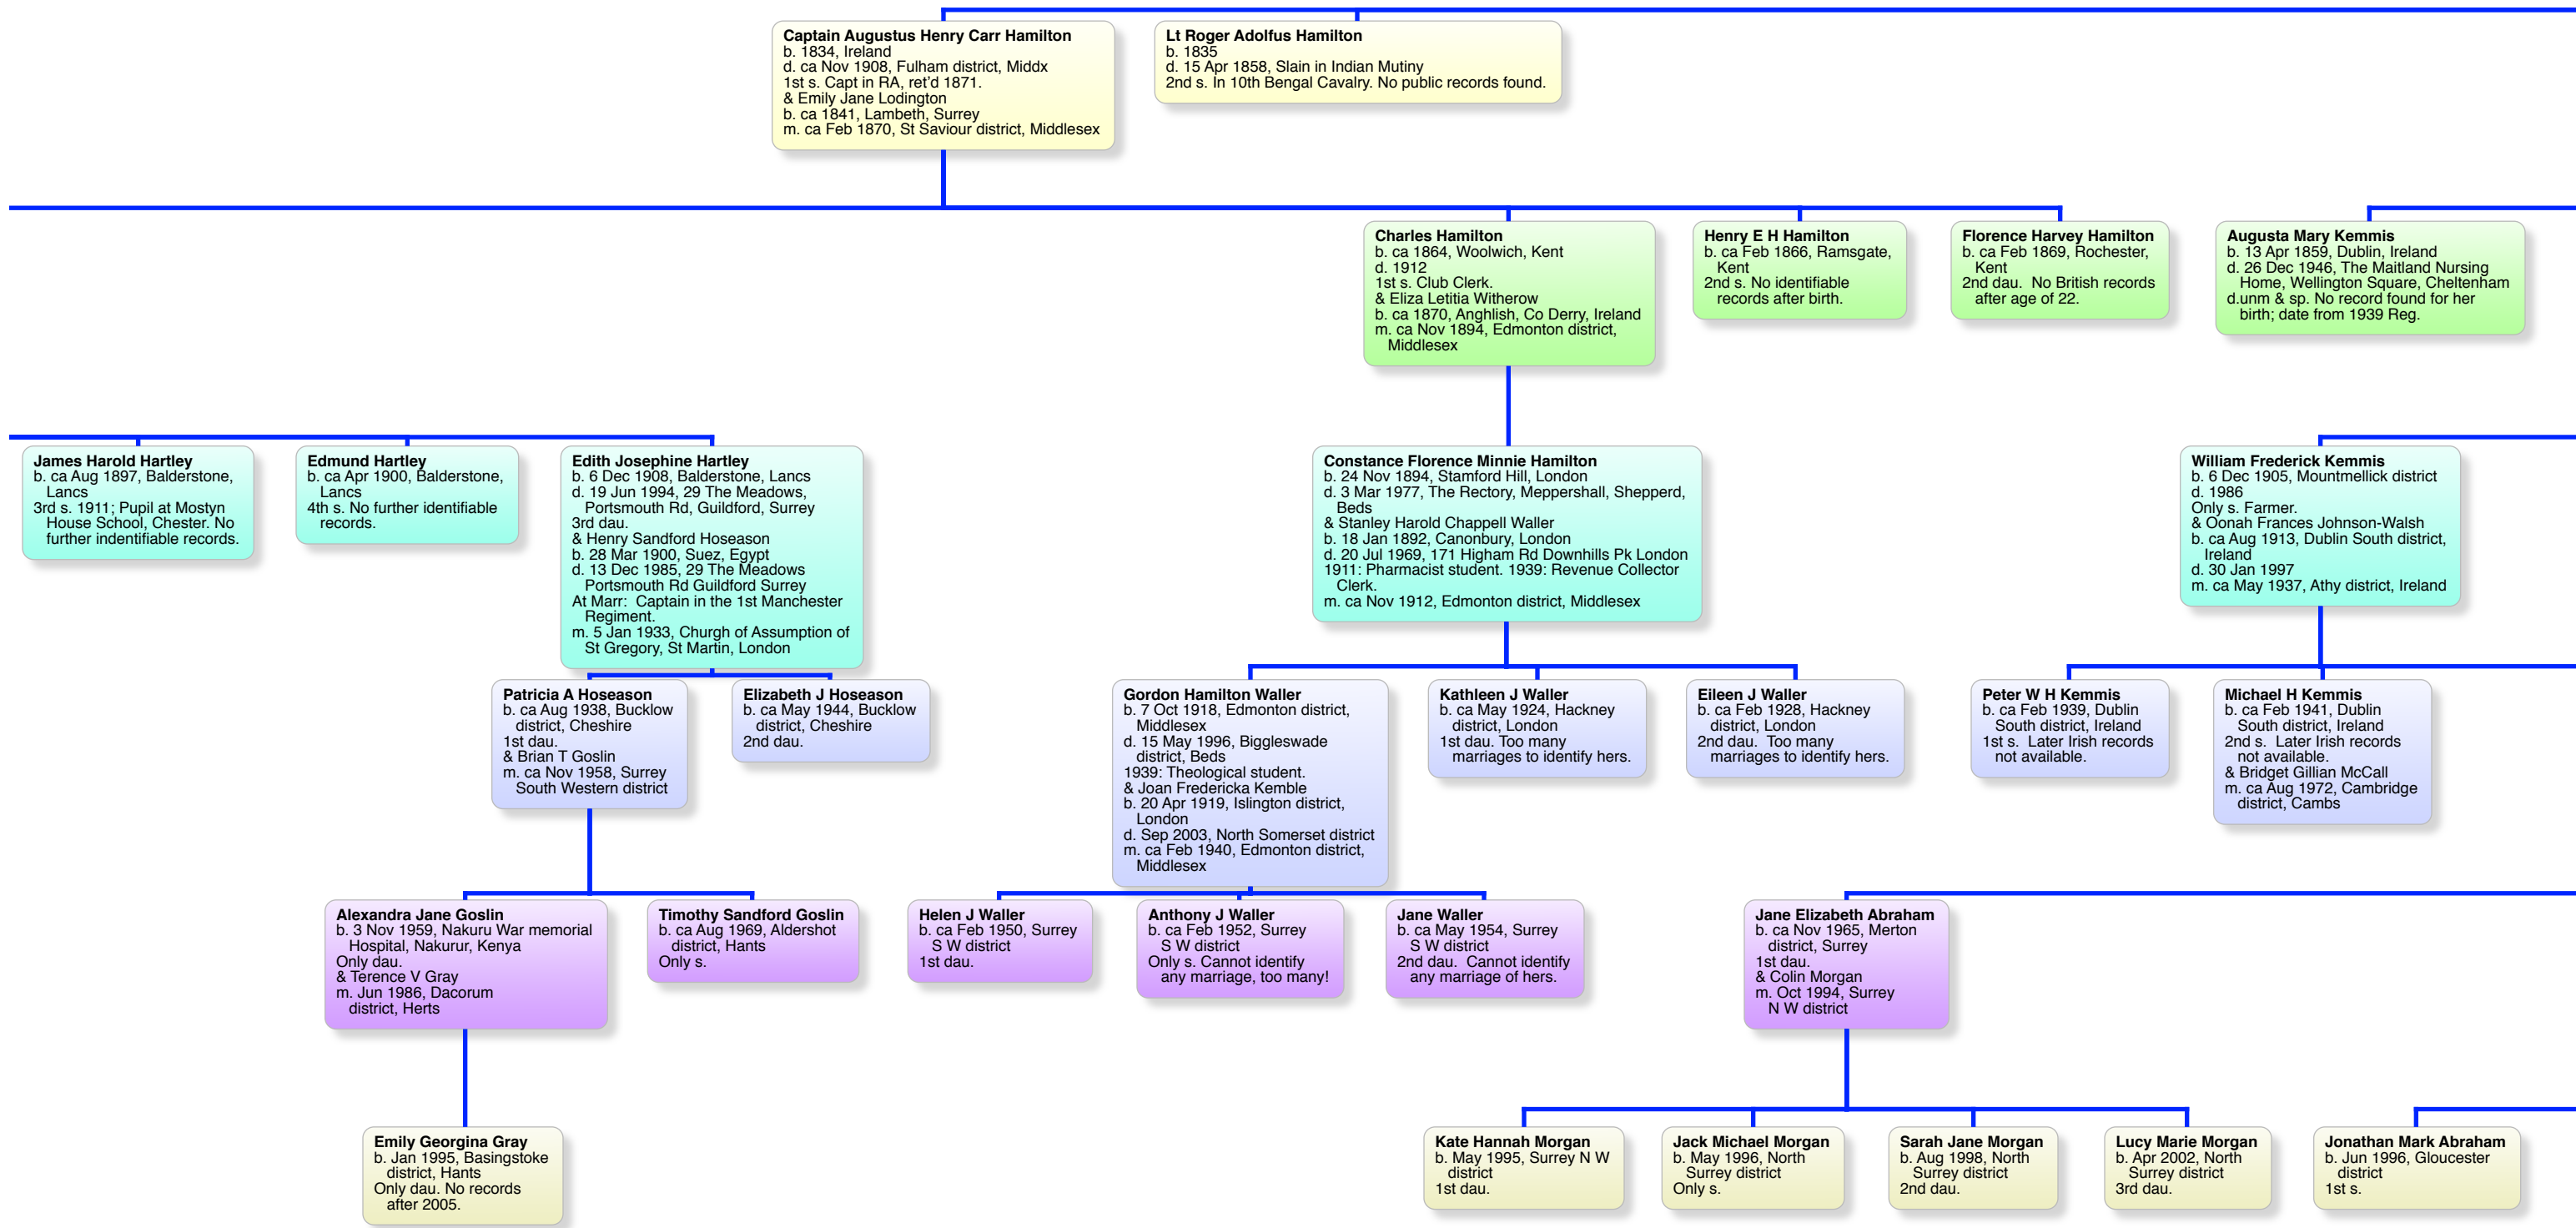 Captain Augustus Henry Carr Hamilton
b. 1834, Ireland
d. ca Nov 1908, Fulham district, Middx
1st s. Capt in RA, ret'd 1871.
& Emily Jane Lodington
b. ca 1841, Lambeth, Surrey
m. ca Feb 1870, St Saviour district, Middlesex
Lt Roger Adolfus Hamilton
b. 1835
d. 15 Apr 1858, Slain in Indian Mutiny
2nd s. In 10th Bengal Cavalry. No public records found.
Charles Hamilton
b. ca 1864, Woolwich, Kent
d. 1912
1st s. Club Clerk.
& Eliza Letitia Witherow
b. ca 1870, Anghlish, Co Derry, Ireland
m. ca Nov 1894, Edmonton district,
Middlesex
Henry E H Hamilton
b. ca Feb 1866, Ramsgate,
Kent
2nd s. No identifiable
records after birth.
Florence Harvey Hamilton
b. ca Feb 1869, Rochester,
Kent
2nd dau.  No British records
after age of 22.
Augusta Mary Kemmis
b. 13 Apr 1859, Dublin, Ireland
d. 26 Dec 1946, The Maitland Nursing
Home, Wellington Square, Cheltenham
d.unm & sp. No record found for her
birth; date from 1939 Reg.
James Harold Hartley
b. ca Aug 1897, Balderstone,
Lancs
3rd s. 1911; Pupil at Mostyn
House School, Chester. No
further indentifiable records.
Edmund Hartley
b. ca Apr 1900, Balderstone,
Lancs
4th s. No further identifiable
records.
Edith Josephine Hartley
b. 6 Dec 1908, Balderstone, Lancs
d. 19 Jun 1994, 29 The Meadows,
Portsmouth Rd, Guildford, Surrey
3rd dau.
& Henry Sandford Hoseason
b. 28 Mar 1900, Suez, Egypt
d. 13 Dec 1985, 29 The Meadows
Portsmouth Rd Guildford Surrey
At Marr:  Captain in the 1st Manchester
Regiment.
m. 5 Jan 1933, Churgh of Assumption of
St Gregory, St Martin, London
Constance Florence Minnie Hamilton
b. 24 Nov 1894, Stamford Hill, London
d. 3 Mar 1977, The Rectory, Meppershall, Shepperd,
Beds
& Stanley Harold Chappell Waller
b. 18 Jan 1892, Canonbury, London
d. 20 Jul 1969, 171 Higham Rd Downhills Pk London
1911: Pharmacist student. 1939: Revenue Collector
Clerk.
m. ca Nov 1912, Edmonton district, Middlesex
William Frederick Kemmis
b. 6 Dec 1905, Mountmellick district
d. 1986
Only s. Farmer.
& Oonah Frances Johnson-Walsh
b. ca Aug 1913, Dublin South district,
Ireland
d. 30 Jan 1997
m. ca May 1937, Athy district, Ireland
Patricia A Hoseason
b. ca Aug 1938, Bucklow
district, Cheshire
1st dau.
& Brian T Goslin
m. ca Nov 1958, Surrey
South Western district
Elizabeth J Hoseason
b. ca May 1944, Bucklow
district, Cheshire
2nd dau.
Gordon Hamilton Waller
b. 7 Oct 1918, Edmonton district,
Middlesex
d. 15 May 1996, Biggleswade
district, Beds
1939: Theological student.
& Joan Fredericka Kemble
b. 20 Apr 1919, Islington district,
London
d. Sep 2003, North Somerset district
m. ca Feb 1940, Edmonton district,
Middlesex
Kathleen J Waller
b. ca May 1924, Hackney
district, London
1st dau. Too many
marriages to identify hers.
Eileen J Waller
b. ca Feb 1928, Hackney
district, London
2nd dau.  Too many
marriages to identify hers.
Peter W H Kemmis
b. ca Feb 1939, Dublin
South district, Ireland
1st s.  Later Irish records
not available.
Michael H Kemmis
b. ca Feb 1941, Dublin
South district, Ireland
2nd s.  Later Irish records
not available.
& Bridget Gillian McCall
m. ca Aug 1972, Cambridge
district, Cambs
Alexandra Jane Goslin
b. 3 Nov 1959, Nakuru War memorial
Hospital, Nakurur, Kenya
Only dau.
& Terence V Gray
m. Jun 1986, Dacorum
district, Herts
Timothy Sandford Goslin
b. ca Aug 1969, Aldershot
district, Hants
Only s.
Helen J Waller
b. ca Feb 1950, Surrey
S W district
1st dau.
Anthony J Waller
b. ca Feb 1952, Surrey
S W district
Only s. Cannot identify
any marriage, too many!
Jane Waller
b. ca May 1954, Surrey
S W district
2nd dau.  Cannot identify
any marriage of hers.
Jane Elizabeth Abraham
b. ca Nov 1965, Merton
district, Surrey
1st dau.
& Colin Morgan
m. Oct 1994, Surrey
N W district
Emily Georgina Gray
b. Jan 1995, Basingstoke
district, Hants
Only dau. No records
after 2005.
Kate Hannah Morgan
b. May 1995, Surrey N W
district
1st dau.
Jack Michael Morgan
b. May 1996, North
Surrey district
Only s.
Sarah Jane Morgan
b. Aug 1998, North
Surrey district
2nd dau.
Lucy Marie Morgan
b. Apr 2002, North
Surrey district
3rd dau.
Jonathan Mark Abraham
b. Jun 1996, Gloucester
district
1st s.